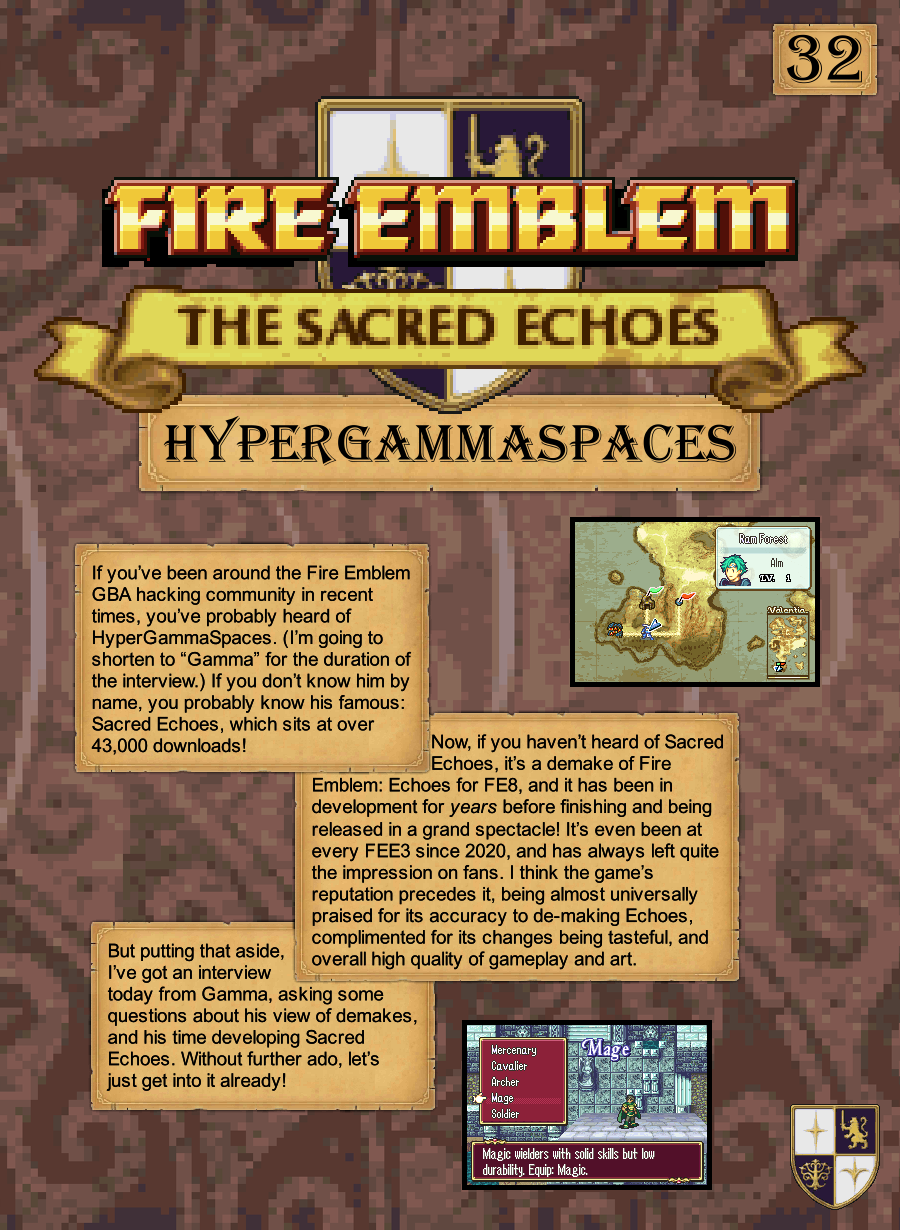 32
FIRE EMBLEM
THE SACRED ECHOES
HYPERGAMMASPACES
Ram Forest
Alm
LV. 1
Valentia
If you’ve been around the Fire Emblem
GBA hacking community in recent
times, you’ve probably heard of
HyperGammaSpaces. (I’m going to
shorten to “Gamma” for the duration of
the interview.) If you don’t know him by
name, you probably know his famous:
Sacred Echoes, which sits at over
43,000 downloads!
Now, if you haven’t heard of Sacred
Echoes, it’s a demake of Fire
Emblem: Echoes for FE8, and it has been in
development for years before finishing and being
released in a grand spectacle! It’s even been at
every FEE3 since 2020, and has always left quite
the impression on fans. I think the game’s
reputation precedes it, being almost universally
praised for its accuracy to de-making Echoes,
complimented for its changes being tasteful, and
overall high quality of gameplay and art.
But putting that aside,
I’ve got an interview
today from Gamma, asking some
questions about his view of demakes,
and his time developing Sacred
Echoes. Without further ado, let’s
just get into it already!
Mercenary
Cavalier
Archer
Mage
Soldier
Mage
Magic wielders with solid skills but low
durability. Equip: Magic.